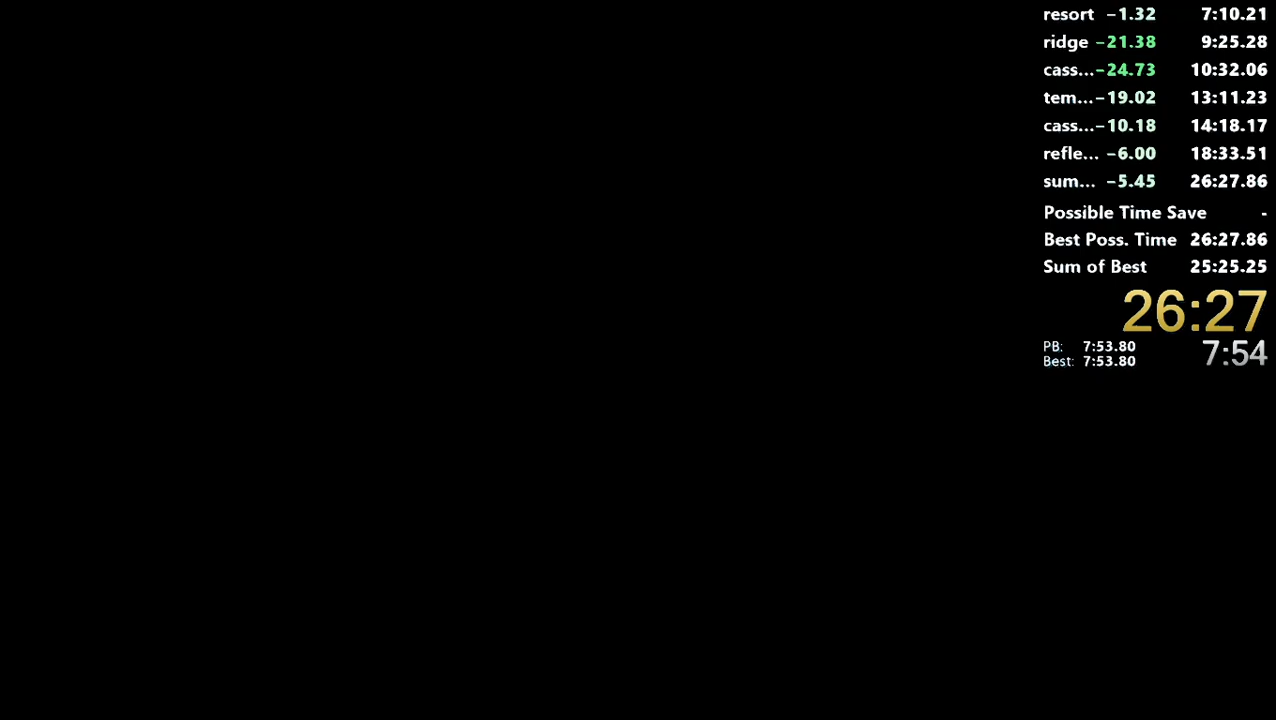 resort −1.32 7:10.21
ridge −21.38 9:25.28
cass...−24.73 10:32.06
tem...−19.02 13:11.23
cass...−10.18 14:18.17
refle... −6.00 18:33.51
sum... −5.45 26:27.86
Possible Time Save -
Best Poss. Time 26:27.86
Sum of Best 25:25.25
26:27
PB: 7:53.80 7:54
Best: 7:53.80